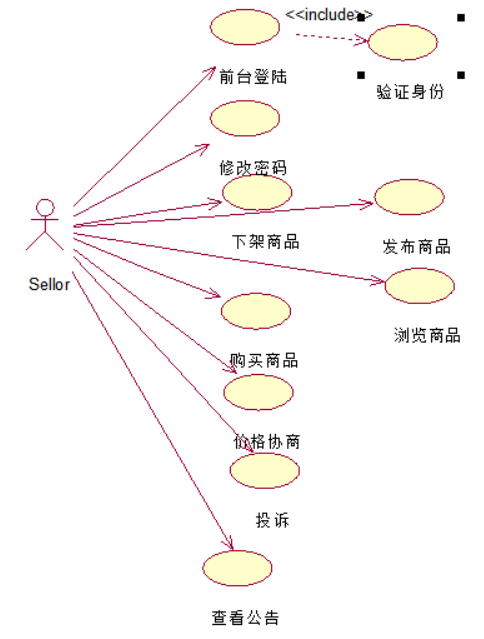 <<include>>
前台登陆
验证身份
修改密码
下架商品
发布商品
Sellor
浏览商品
购买商品
价格协商
投诉
查看公告